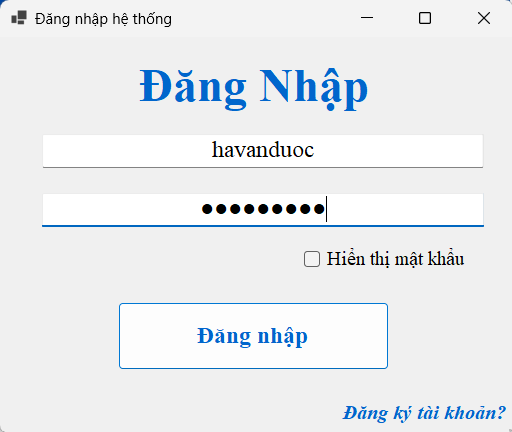 Đăng nhập hệ thống
Đăng Nhập
havanduoc
●●●●●●●●●
Hiển thị mật khẩu
Đăng nhập
Đăng ký tài khoản?